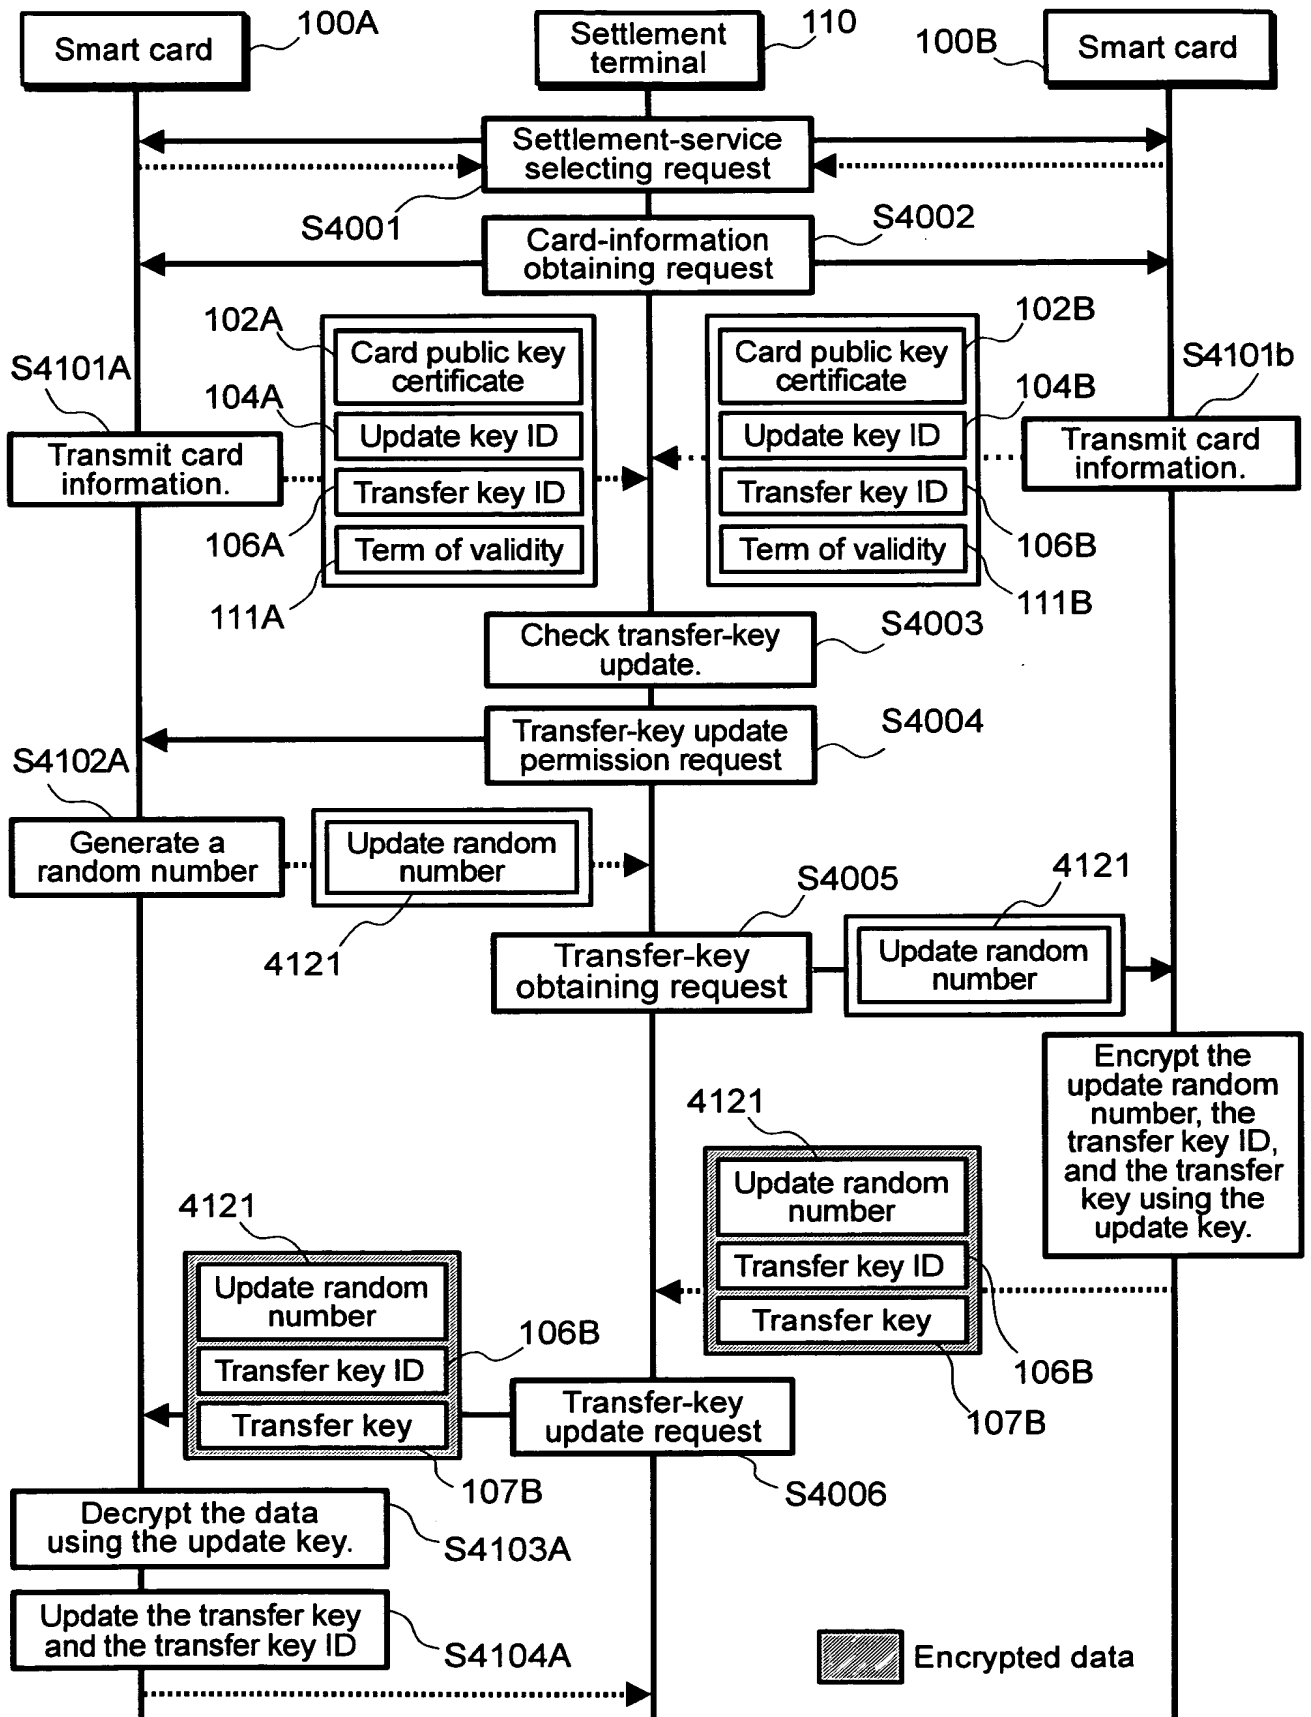 Smart card
100A
Settlement
terminal
110
100B
Smart card
Settlement-service
selecting request
S4001
Card-information
obtaining request
S4002
102A
Card public key
certificate
102B
Card public key
certificate
S4101A
S4101b
104A
Update key ID
104B
Update key ID
Transmit card
information.
Transmit card
information.
Transfer key ID
Transfer key ID
106A
106B
Term of validity
Term of validity
111A
111B
Check transfer-key
update.
S4003
Transfer-key update
permission request
S4004
S4102A
Generate a
random number
Update random
number
4121
S4005
4121
Transfer-key
obtaining request
Update random
number
Encrypt the
update random
number, the
transfer key ID,
and the transfer
key using the
update key.
4121
Update random
number
Transfer key ID
Transfer key
106B
107B
4121
Update random
number
106B
Transfer key ID
Transfer key
107B
Transfer-key
update request
S4006
Decrypt the data
using the update key.
S4103A
Update the transfer key
and the transfer key ID
S4104A
Encrypted data